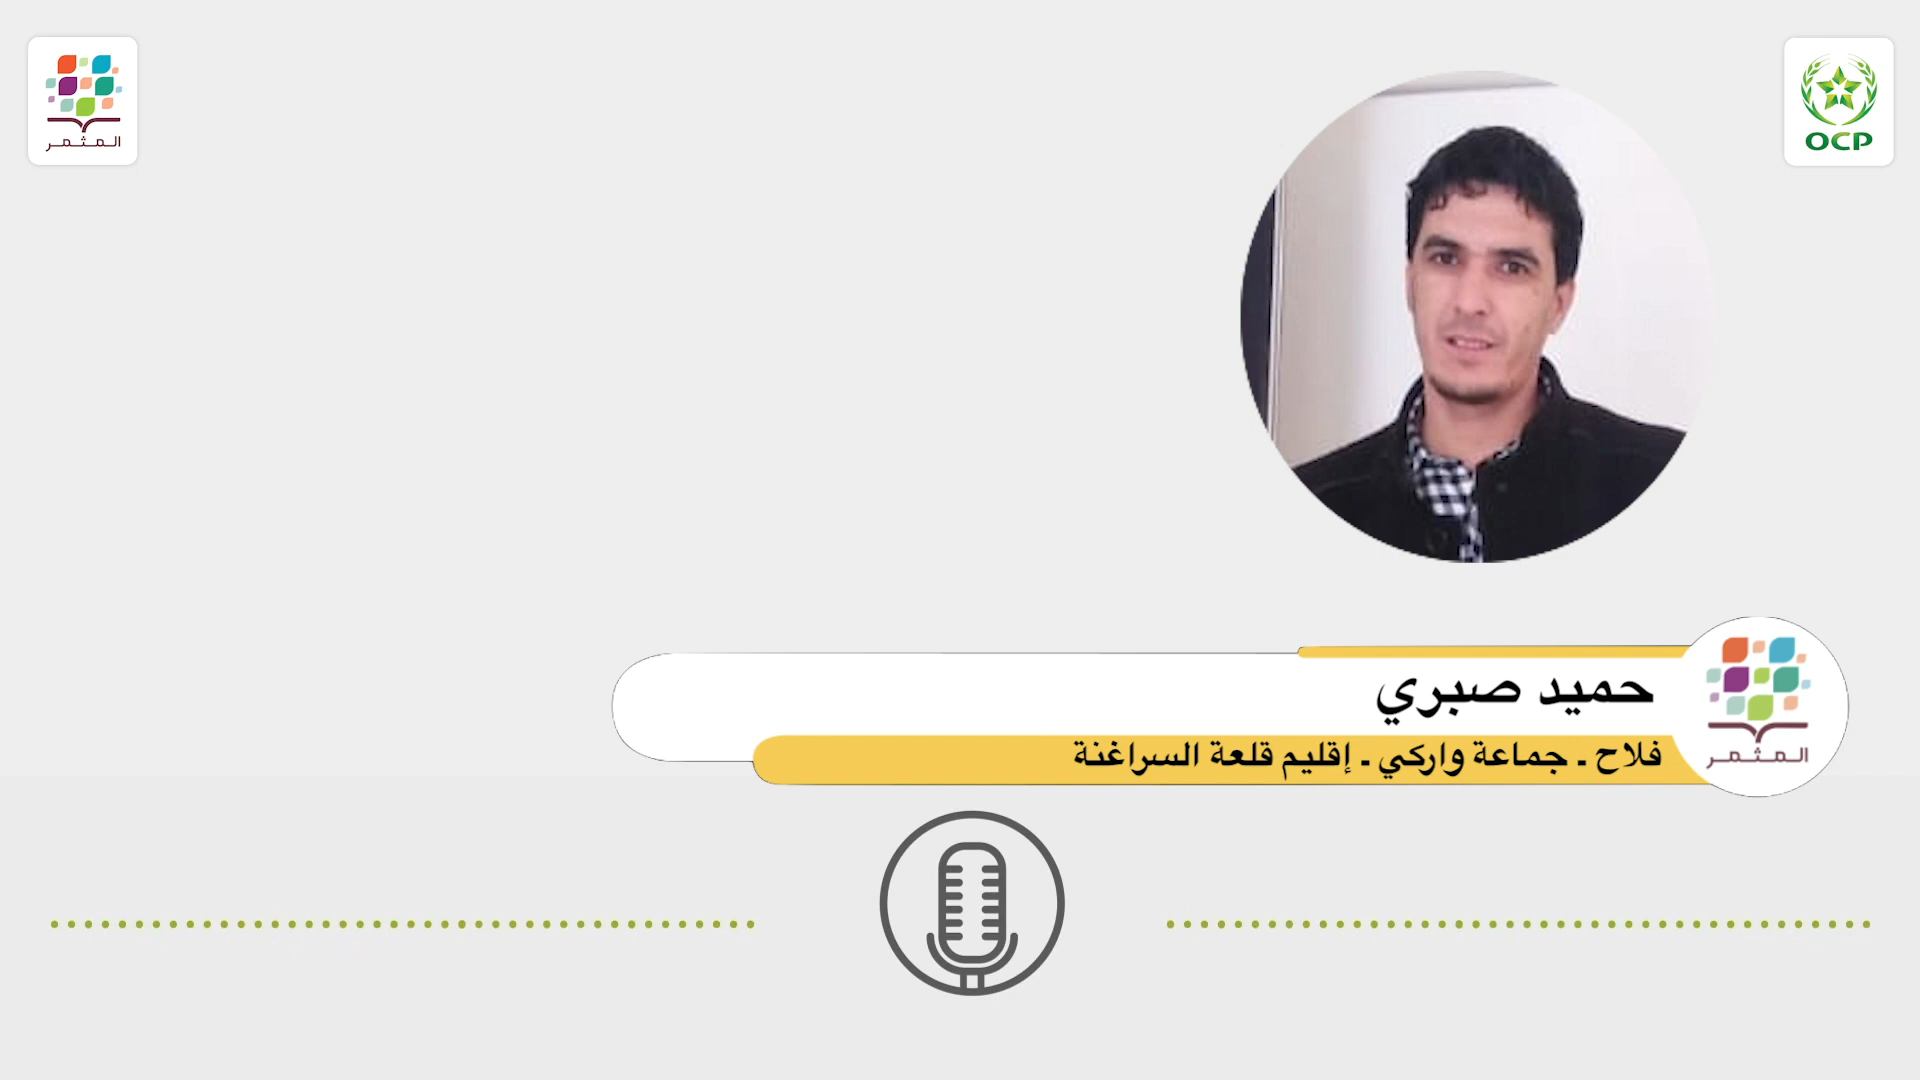 المثمر
OCP
حميد صبري
فلاح - جماعة واركي - إقليم قلعة السراغنة
المثمر